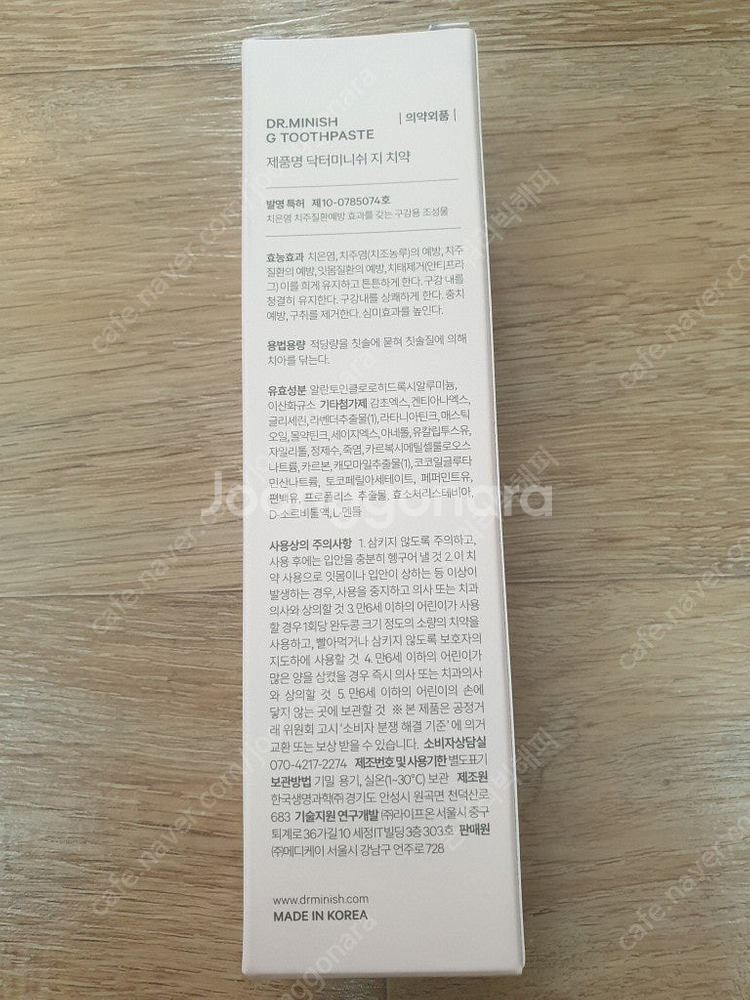 DR.MINISH
G TOOTHPASTE
| 의약외품 |
제품명 닥터미니쉬 지 치약
발명 특허 제10-0785074호
치은염 치주질환예방 효과를 갖는 구강용 조성물
효능효과 치은염, 치주염(치조농루)의 예방, 치주
질환의 예방, 잇몸질환의 예방, 치태제거(안티프라
그) 이를 희게 유지하고 튼튼하게 한다. 구강 내를
청결히 유지한다. 구강내를 상쾌하게 한다. 충치
예방, 구취를 제거한다. 심미효과를 높인다.
용법용량 적당량을 칫솔에 묻혀 칫솔질에 의해
치아를 닦는다.
유효성분 알란토인클로로히드록시알루미늄,
이산화규소 기타첨가제 감초엑스, 겐티아나엑스,
글리세린, 라벤더추출물(1), 라타니아틴크, 매스틱
오일, 몰약틴크, 세이지엑스, 아네톨, 유칼립투스유,
자일리톨, 정제수, 죽염, 카르복시메틸셀룰로오스
나트륨, 카르본, 캐모마일추출물(1), 코코일글루타
민산나트륨, 토코페릴아세테이트, 페퍼민트유,
편백유, 프로폴리스 추출물, 효소처리스테비아,
D-소르비톨액, L-멘톨
사용상의 주의사항 1. 삼키지 않도록 주의하고,
사용 후에는 입안을 충분히 헹구어 낼 것 2. 이 치
약 사용으로 잇몸이나 입안이 상하는 등 이상이
발생하는 경우, 사용을 중지하고 의사 또는 치과
의사와 상의할 것 3. 만6세 이하의 어린이가 사용
할 경우 1회당 완두콩 크기 정도의 소량의 치약을
사용하고, 빨아먹거나 삼키지 않도록 보호자의
지도하에 사용할 것 4. 만6세 이하의 어린이가
많은 양을 삼켰을 경우 즉시 의사 또는 치과의사
와 상의할 것 5. 만6세 이하의 어린이의 손에
닿지 않는 곳에 보관할 것 ※ 본 제품은 공정거
래 위원회 고시 '소비자 분쟁 해결 기준' 에 의거
교환 또는 보상 받을 수 있습니다. 소비자상담실
070-4217-2274 제조번호 및 사용기한 별도표기
보관방법 기밀 용기, 실온(1~30℃) 보관 제조원
한국생명과학㈜ 경기도 안성시 원곡면 천덕산로
683 기술지원 연구개발 ㈜라이프온 서울시 중구
퇴계로36가길 10 세정IT빌딩 3층 303호 판매원
㈜메디케이 서울시 강남구 언주로 728
www.drminish.com
MADE IN KOREA
Joonggonara